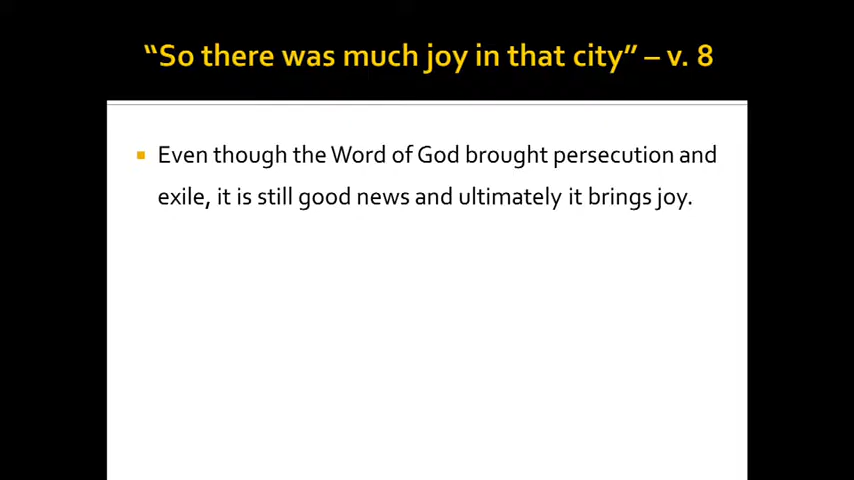 “So there was much joy in that city” – v. 8
Even though the Word of God brought persecution and
exile, it is still good news and ultimately it brings joy.